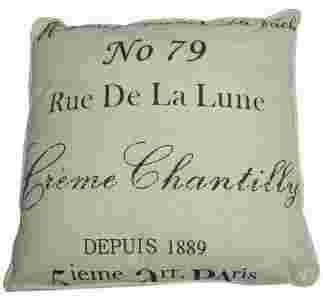 No 79
Rue De La Lune
Crème Chantilly
DEPUIS 1889
5ieme Arr. Paris